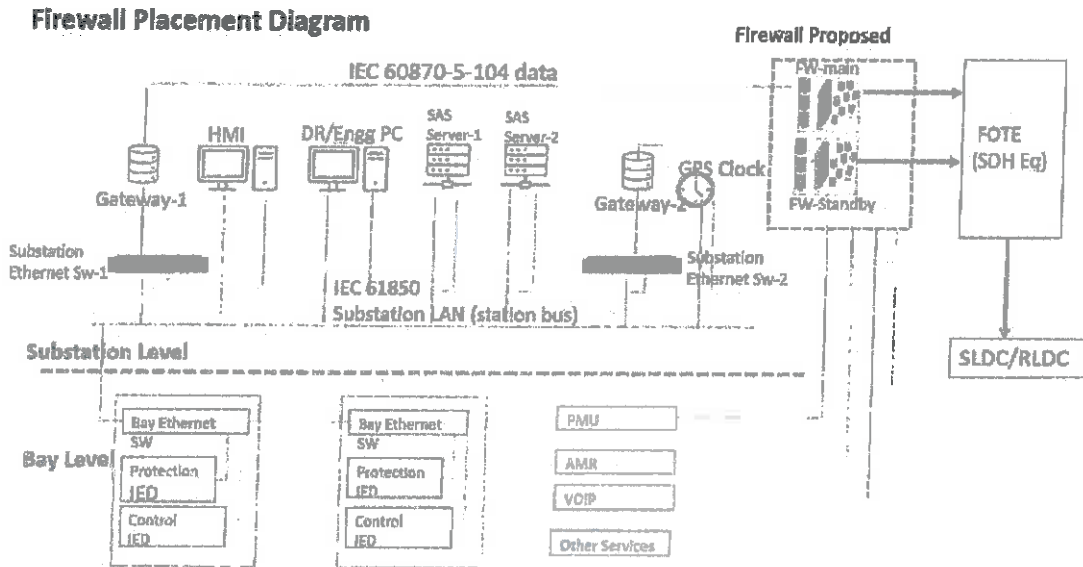 Firewall Placement Diagram
Firewall Proposed
IEC 60870-5-104 data
FW-main
HMI
DR/Engg PC
SAS
Server-1
SAS
Server-2
FOTE
(SDH Eq)
GPS Clock
Gateway-1
Gateway-2
FW-Standby
Substation
Ethernet Sw-1
Substation
Ethernet Sw-2
IEC 61850
Substation LAN (station bus)
Substation Level
SLDC/RLDC
Bay Level
Bay Ethernet
SW
Protection
IED
Control
IED
Bay Ethernet
SW
Protection
IED
Control
IED
PMU
AMR
VOIP
Other Services